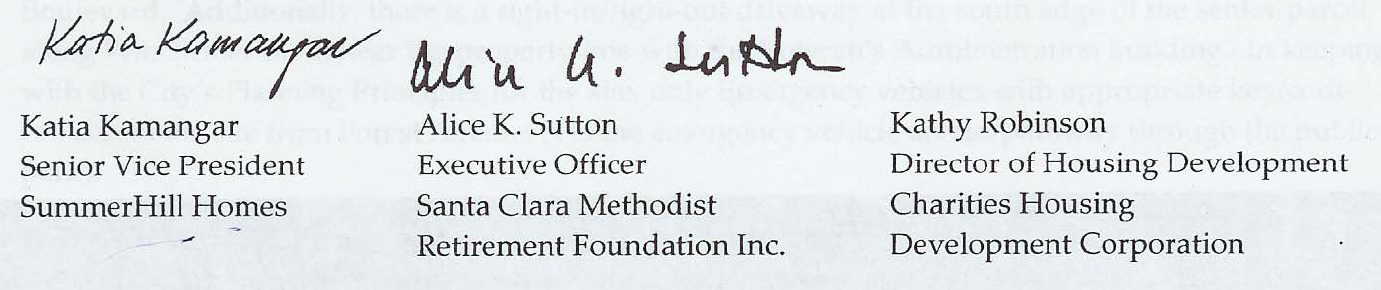 Katia Kamangar
Alice K. Sutton
Katia Kamangar
Senior Vice President
SummerHill Homes
Alice K. Sutton
Executive Officer
Santa Clara Methodist
Retirement Foundation Inc.
Kathy Robinson
Director of Housing Development
Charities Housing
Development Corporation